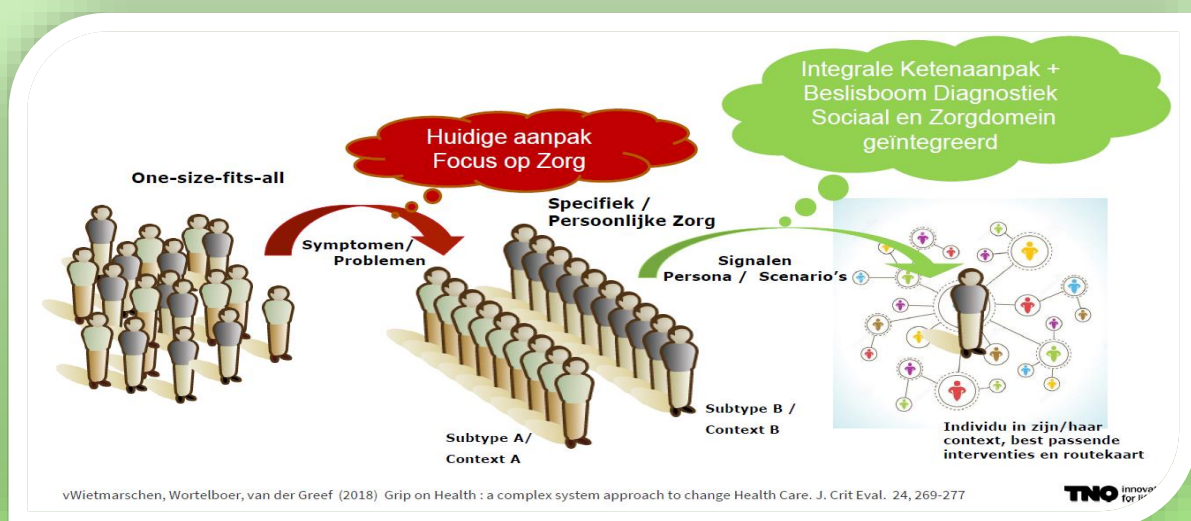 Integrale Ketenaanpak +
Beslisboom Diagnostiek
Sociaal en Zorgdomein
geïntegreerd
Huidige aanpak
Focus op Zorg
One-size-fits-all
Specifiek /
Persoonlijke Zorg
Symptomen/
Problemen
Signalen
Persona / Scenario's
Subtype A/
Context A
Subtype B /
Context B
Individu in zijn/haar
context, best passende
interventies en routekaart
vWietmarschen, Wortelboer, van der Greef (2018) Grip on Health : a complex system approach to change Health Care. J. Crit Eval. 24, 269-277
TNO
for